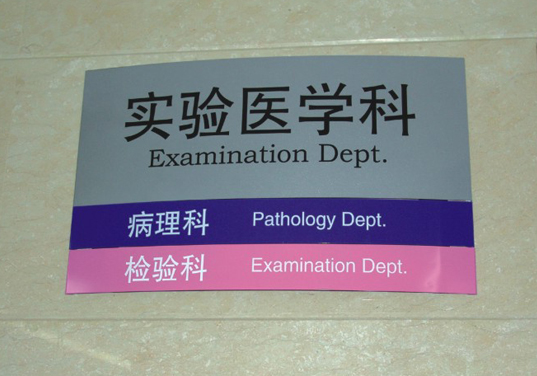 实验医学科
Examination Dept.
病理科 Pathology Dept.
检验科 Examination Dept.